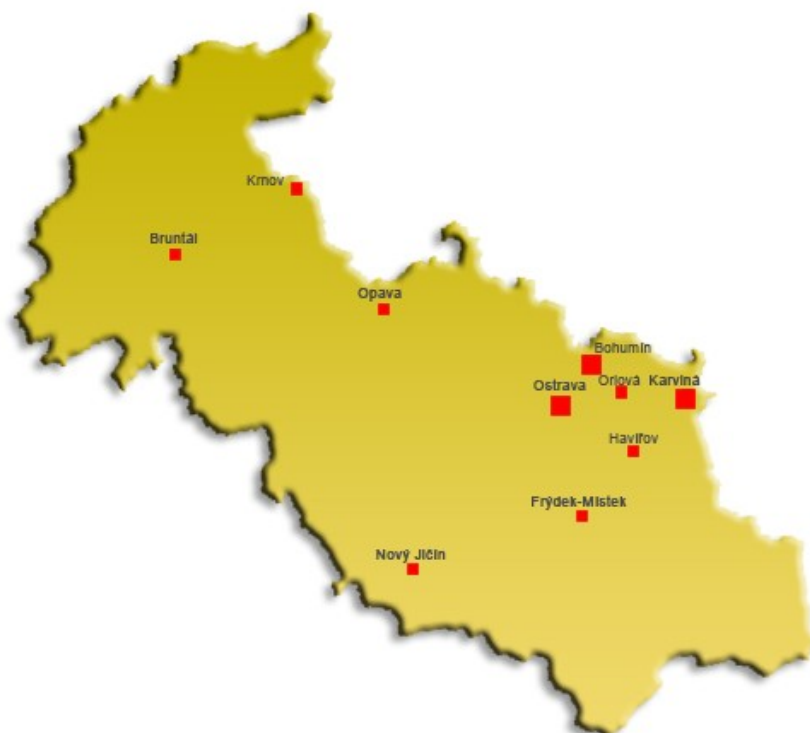 Krnov
Bruntál
Opava
Bohumín
Ostrava
Orlová
Karviná
Havířov
Frýdek-Místek
Nový Jičín